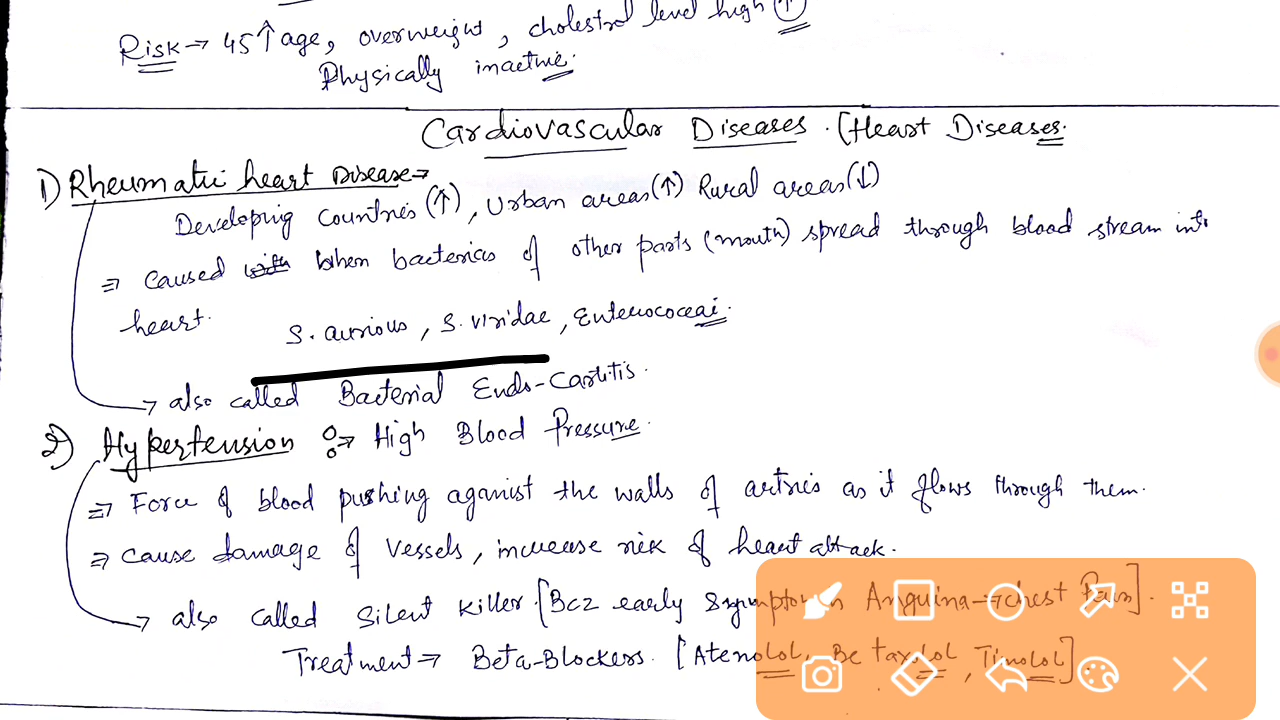 Risk → 45↑ age, overweight, cholestrol level high (↑)
Physically inactive.
Cardiovascular Diseases. (Heart Diseases.
1) Rheumatic heart Disease →
Developing Countries (↑), Urban areas (↑) Rural areas (↓)
⇒ Caused with When bacterias of other parts (mouth) spread through blood stream into
heart.
S. aurious, S. viridae, Enterococeai.
→ also called Bacterial Endo-Cartitis.
2) Hypertension :→ High Blood Pressure.
⇒ Force of blood pushing against the walls of artries as it flows through them.
⇒ cause damage of vessels, increase risk of heart attack.
→ also called Silent Killer. [Bcz early Symptom Anguina → chest Pain].
Treatment ⇒ Beta-Blockers. [Atenolol, Betaxolol, Timolol]